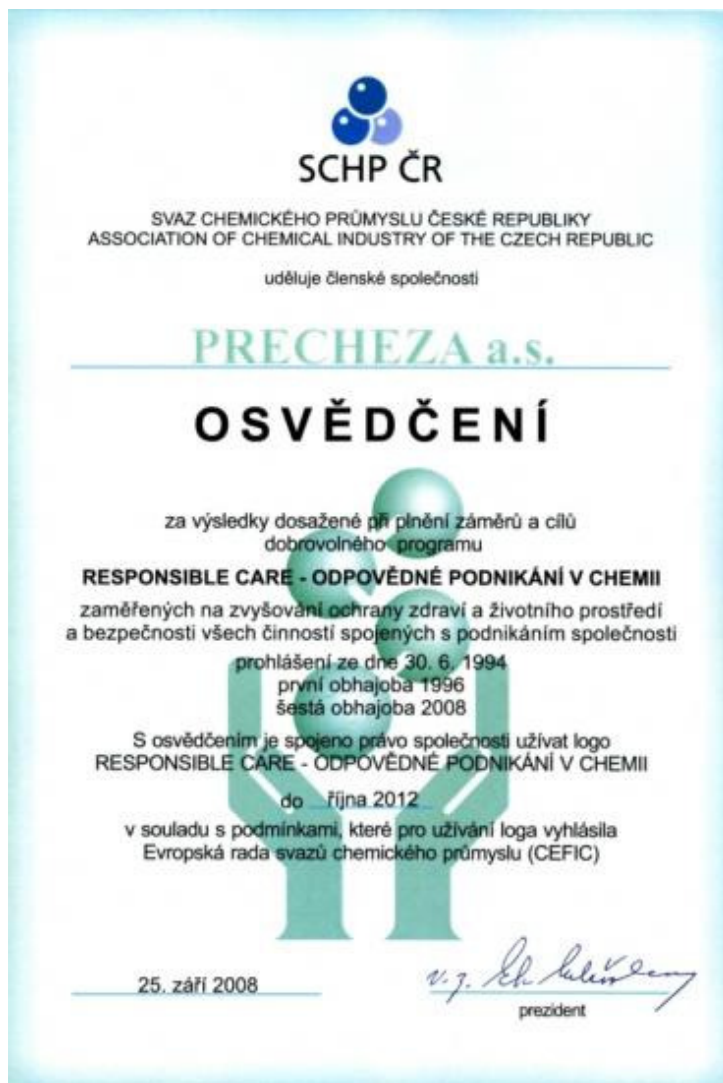 SCHP ČR
SVAZ CHEMICKÉHO PRŮMYSLU ČESKÉ REPUBLIKY
ASSOCIATION OF CHEMICAL INDUSTRY OF THE CZECH REPUBLIC
uděluje členské společnosti
PRECHEZA a.s.
OSVĚDČENÍ
za výsledky dosažené při plnění záměrů a cílů
dobrovolného programu
RESPONSIBLE CARE - ODPOVĚDNÉ PODNIKÁNÍ V CHEMII
zaměřených na zvyšování ochrany zdraví a životního prostředí
a bezpečnosti všech činností spojených s podnikáním společnosti
prohlášení ze dne 30. 6. 1994
první obhajoba 1996
šestá obhajoba 2008
S osvědčením je spojeno právo společnosti užívat logo
RESPONSIBLE CARE - ODPOVĚDNÉ PODNIKÁNÍ V CHEMII
do října 2012
v souladu s podmínkami, které pro užívání loga vyhlásila
Evropská rada svazů chemického průmyslu (CEFIC)
25. září 2008
prezident